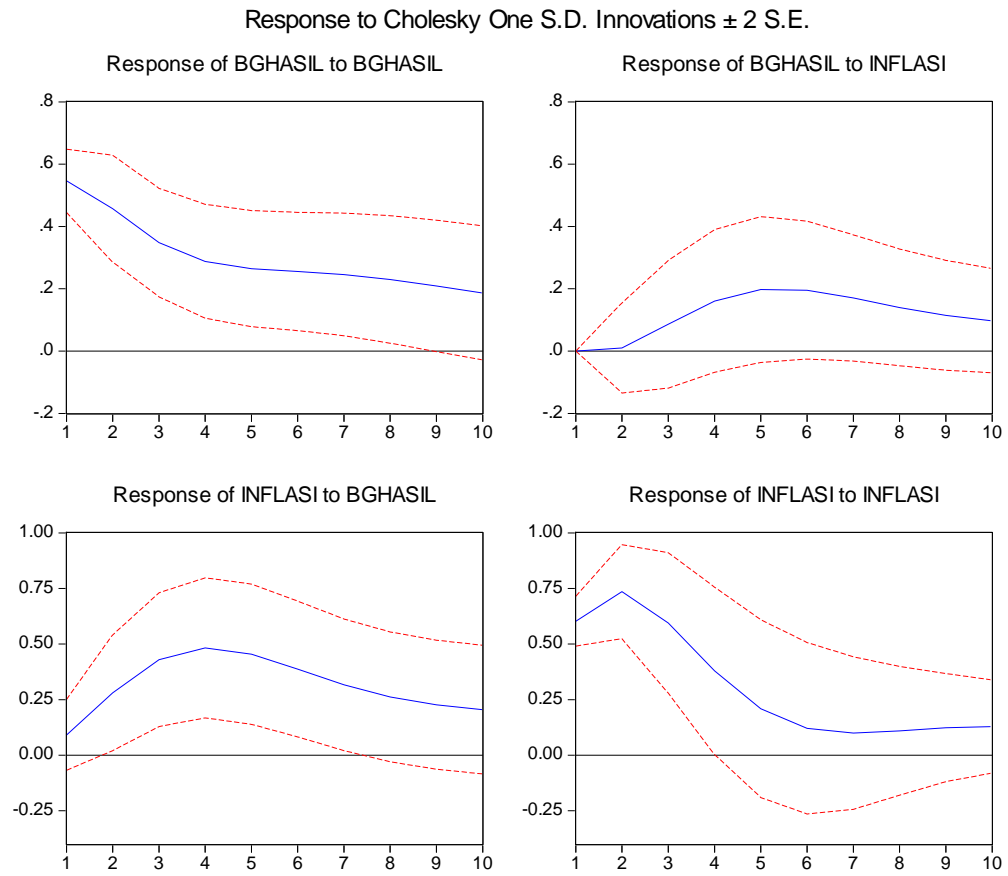 Response to Cholesky One S.D. Innovations ± 2 S.E.
Response of BGHASIL to BGHASIL
.8
.6
.4
.2
.0
-.2
1 2 3 4 5 6 7 8 9 10
Response of BGHASIL to INFLASI
.8
.6
.4
.2
.0
-.2
1 2 3 4 5 6 7 8 9 10
Response of INFLASI to BGHASIL
1.00
0.75
0.50
0.25
0.00
-0.25
1 2 3 4 5 6 7 8 9 10
Response of INFLASI to INFLASI
1.00
0.75
0.50
0.25
0.00
-0.25
1 2 3 4 5 6 7 8 9 10